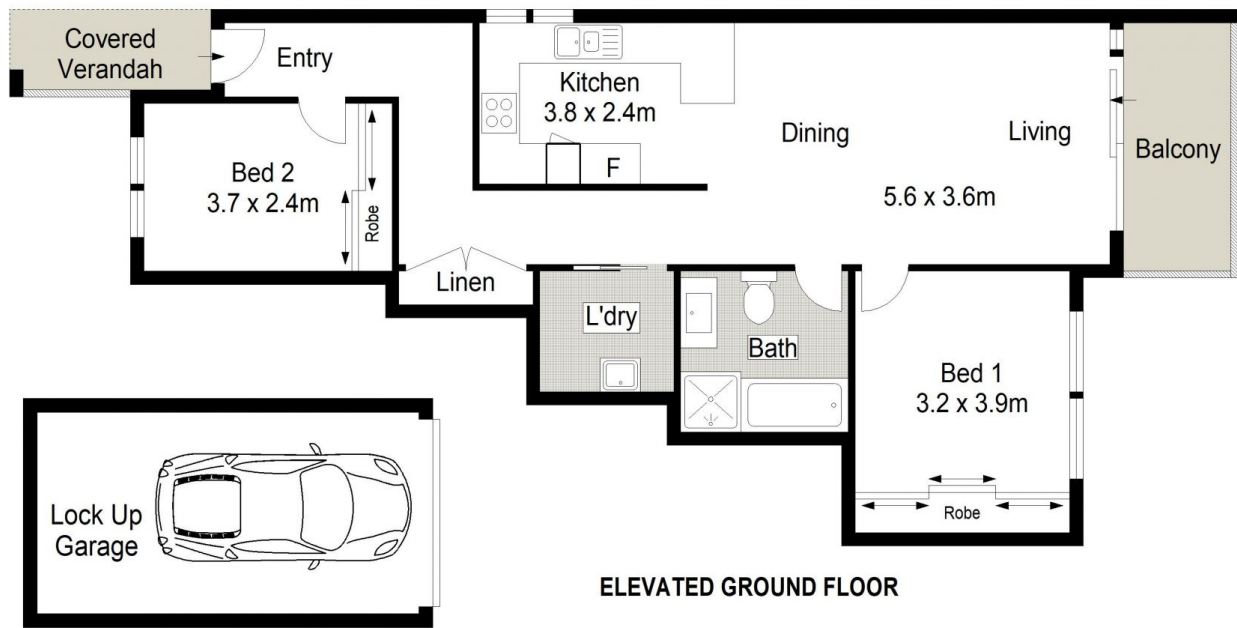 Covered
Verandah
Entry
Kitchen
3.8 x 2.4m
F
Dining
Living
5.6 x 3.6m
Balcony
Bed 2
3.7 x 2.4m
Robe
Linen
L'dry
Bath
Bed 1
3.2 x 3.9m
Robe
Lock Up
Garage
ELEVATED GROUND FLOOR